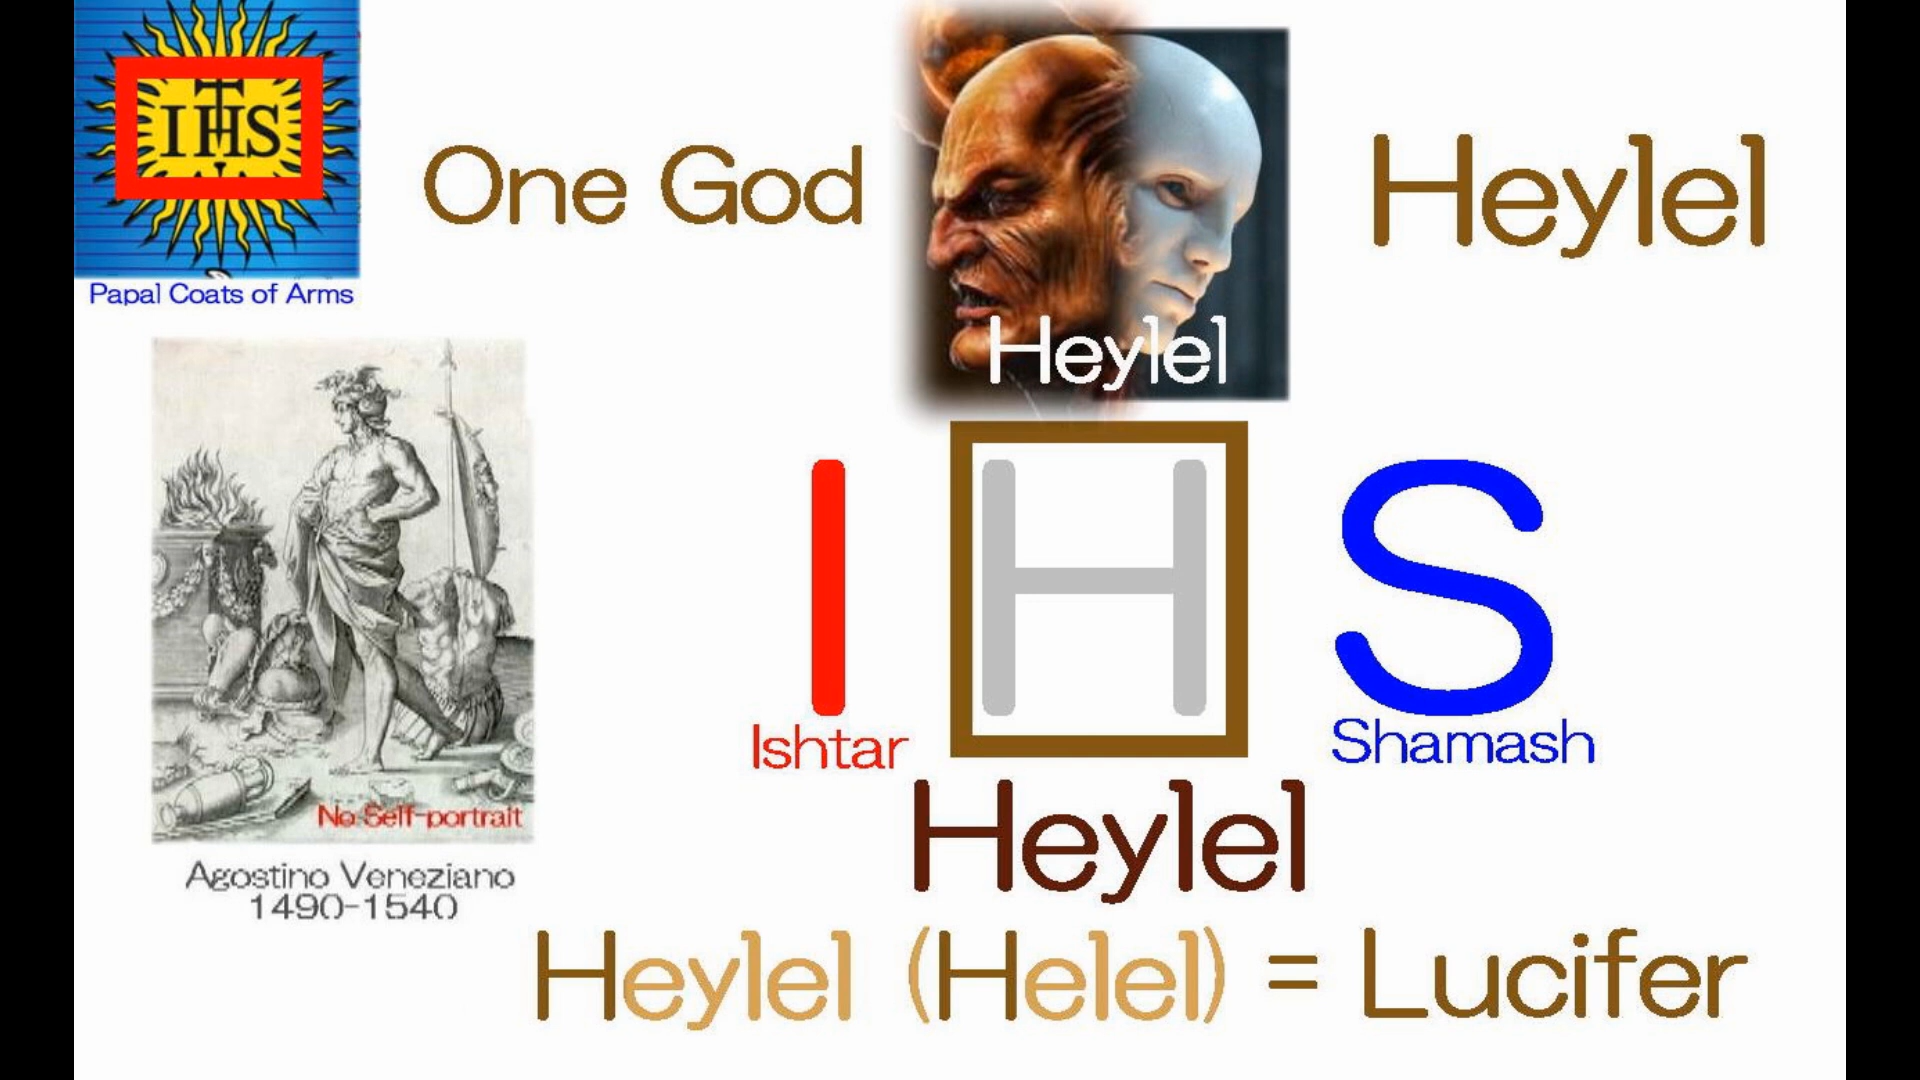 IHS
Papal Coats of Arms
One God
Heylel
Heylel
No Self-portrait
Agostino Veneziano
1490-1540
I H S
Ishtar
Shamash
Heylel
Heylel (Helel) = Lucifer